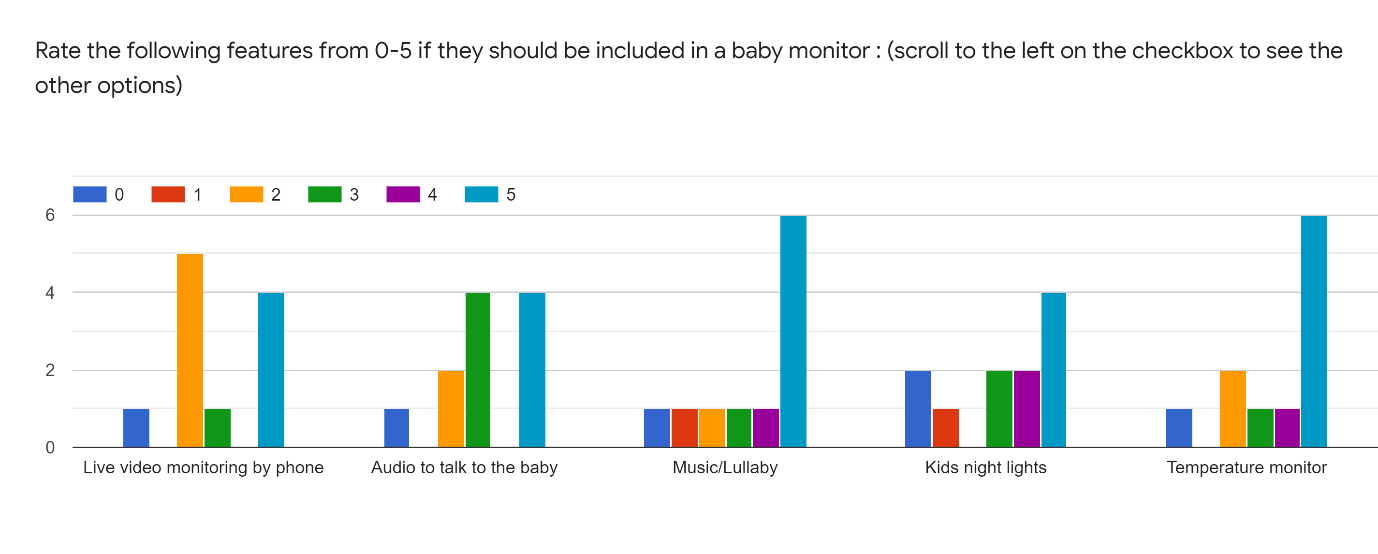 Rate the following features from 0-5 if they should be included in a baby monitor : (scroll to the left on the checkbox to see the
other options)
0 1 2 3 4 5
6
4
2
0
Live video monitoring by phone Audio to talk to the baby Music/Lullaby Kids night lights Temperature monitor